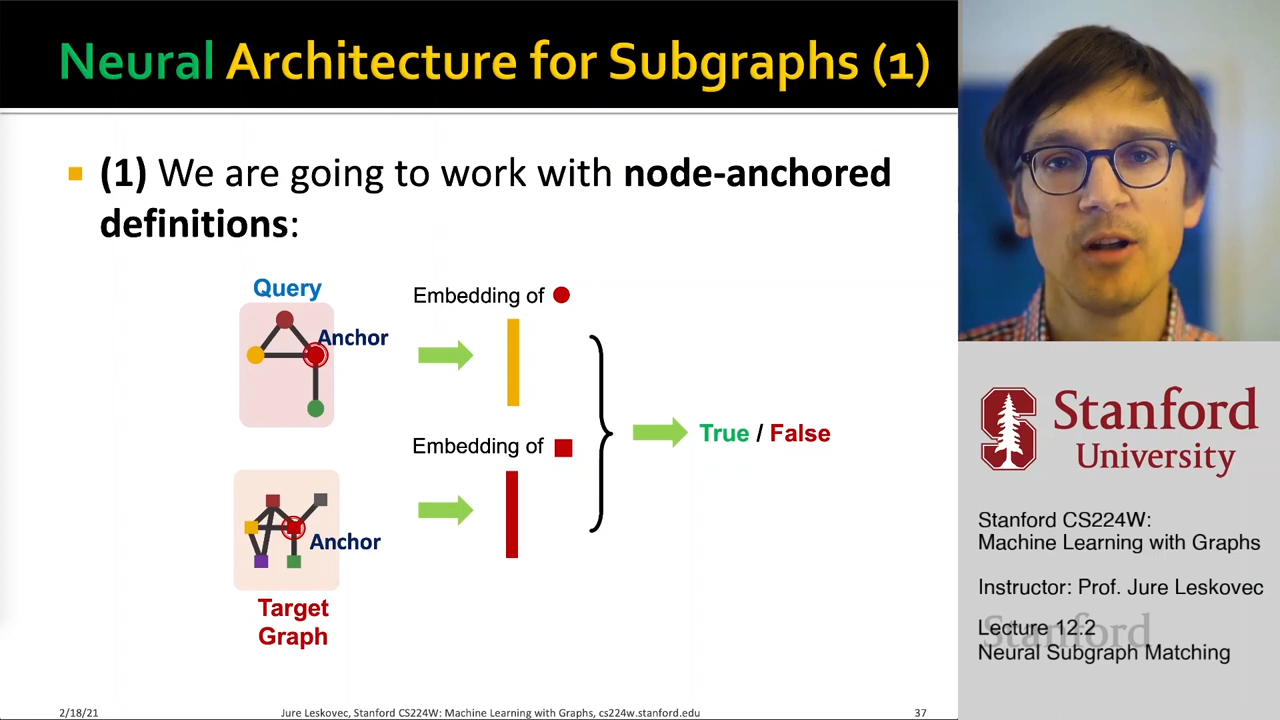 Neural Architecture for Subgraphs (1)
(1) We are going to work with node-anchored
definitions:
Query
Anchor
Embedding of
Embedding of
Anchor
True / False
Target
Graph
2/18/21
Jure Leskovec, Stanford CS224W: Machine Learning with Graphs, cs224w.stanford.edu
37
Stanford
University
Stanford CS224W:
Machine Learning with Graphs
Instructor: Prof. Jure Leskovec
Stanford
Lecture 12.2
Neural Subgraph Matching